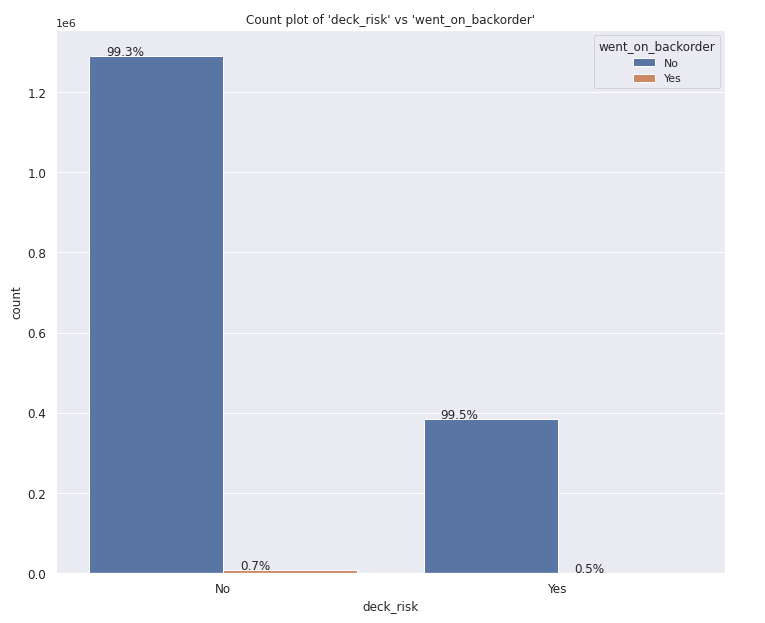 Count plot of 'deck_risk' vs 'went_on_backorder'
1e6
went_on_backorder
No
Yes
99.3%
1.2
1.0
0.8
0.6
0.4
0.2
0.0
count
99.5%
0.7%
0.5%
No
Yes
deck_risk